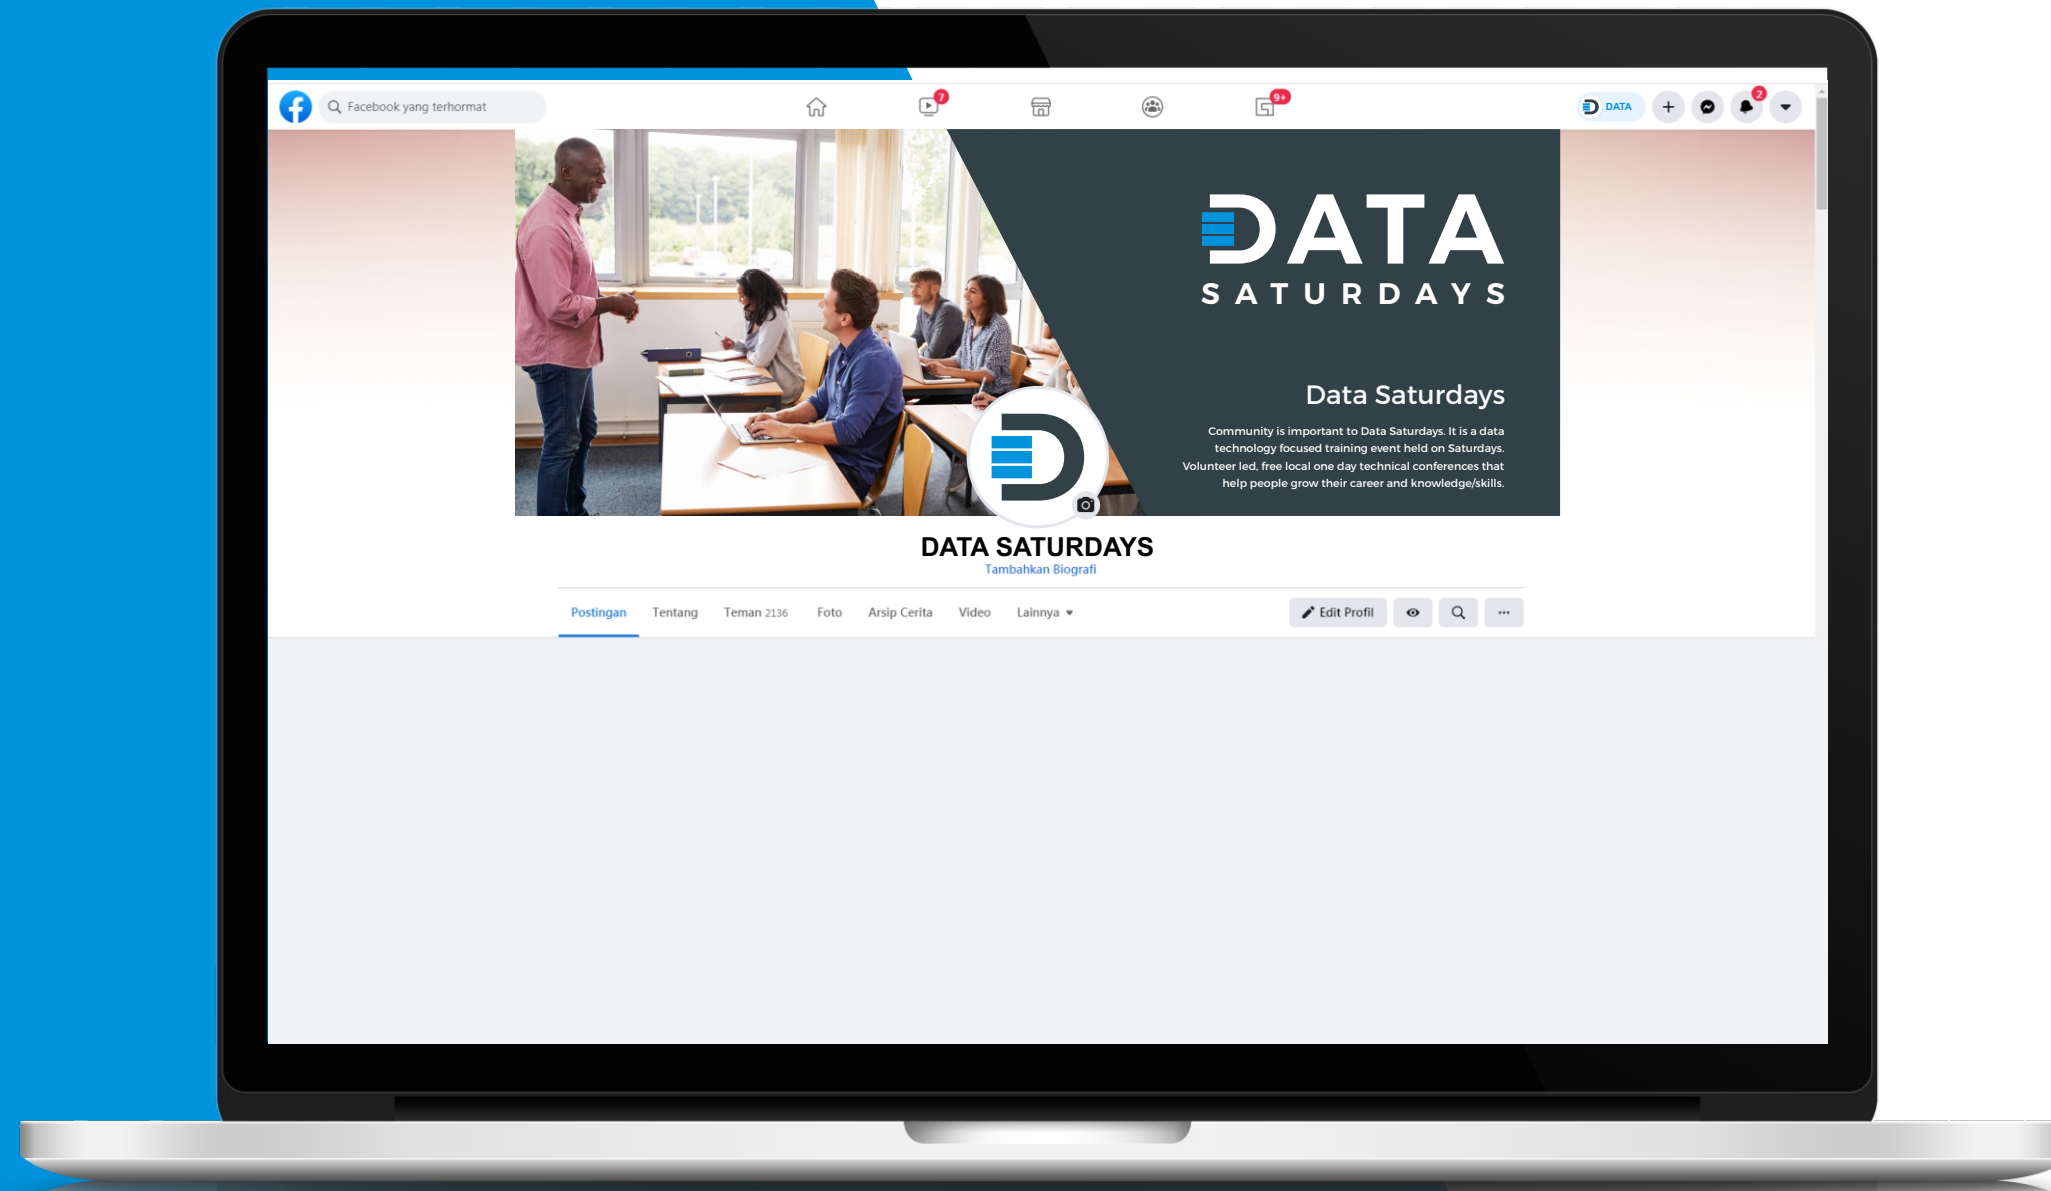 Facebook yang terhormat
7
9+
DATA
2
DATA
SATURDAYS
Data Saturdays
Community is important to Data Saturdays. It is a data
technology focused training event held on Saturdays.
Volunteer led, free local one day technical conferences that
help people grow their career and knowledge/skills.
DATA SATURDAYS
Tambahkan Biografi
Postingan Tentang Teman 2136 Foto Arsip Cerita Video Lainnya Edit Profil